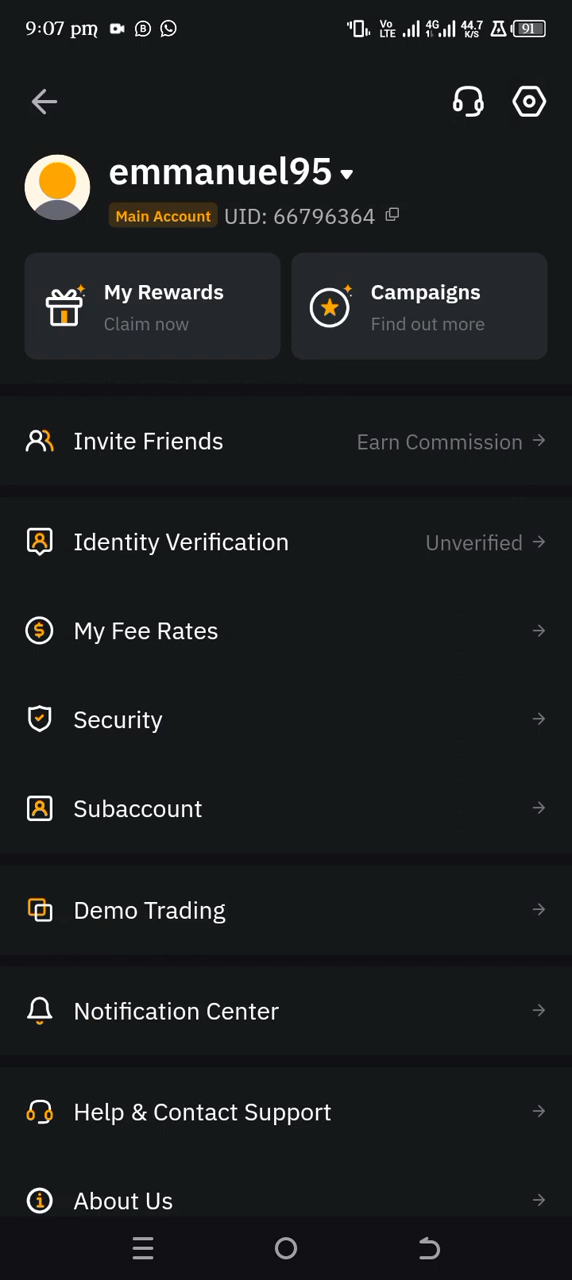 9:07 pm B Vo LTE 4G 44.7 K/S 91
emmanuel95
Main Account UID: 66796364
My Rewards
Claim now
Campaigns
Find out more
Invite Friends Earn Commission
Identity Verification Unverified
My Fee Rates
Security
Subaccount
Demo Trading
Notification Center
Help & Contact Support
About Us